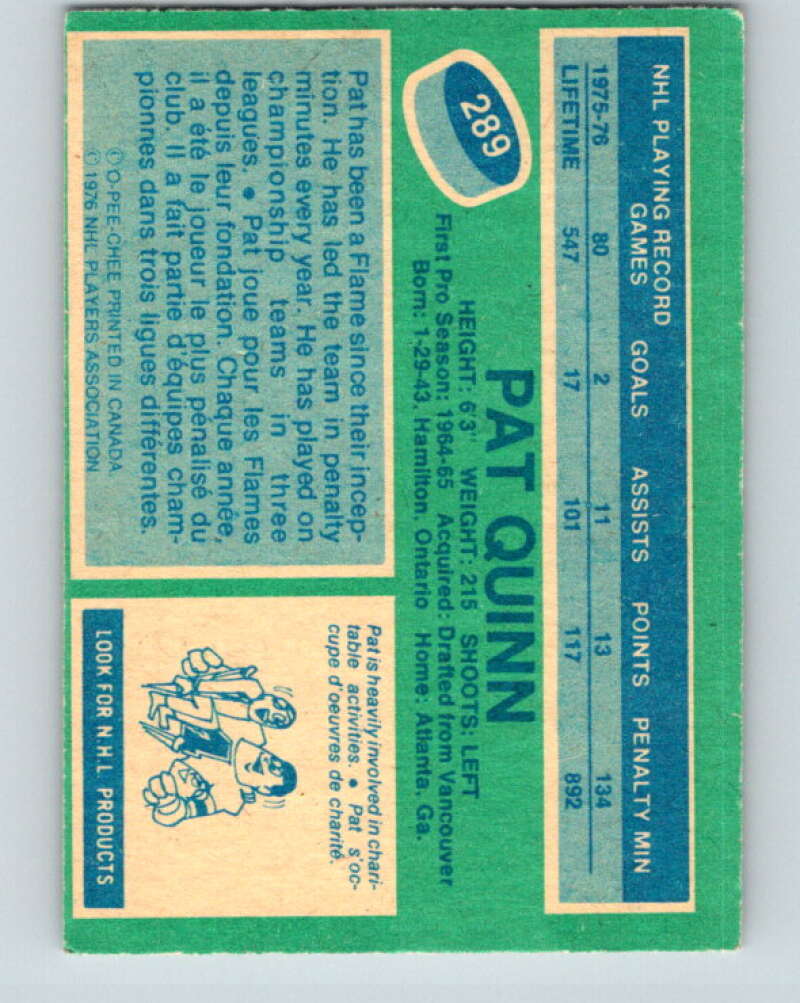 NHL PLAYING RECORD
GAMES GOALS ASSISTS POINTS PENALTY MIN
1975-76 80 2 11 13 134
LIFETIME 547 17 101 117 892
289
PAT QUINN
HEIGHT: 6'3" WEIGHT: 215 SHOOTS: LEFT
First Pro Season: 1964-65 Acquired: Drafted from Vancouver
Born: 1-29-43, Hamilton, Ontario Home: Atlanta, Ga.
Pat has been a Flame since their incep-
tion. He has led the team in penalty
minutes every year. He has played on
championship teams in three
leagues. • Pat joue pour les Flames
depuis leur fondation. Chaque année,
il a été le joueur le plus pénalisé du
club. Il a fait partie d'équipes cham-
pionnes dans trois ligues différentes.
© O-PEE-CHEE PRINTED IN CANADA
© 1976 NHL PLAYERS ASSOCIATION
Pat is heavily involved in chari-
table activities. • Pat s'oc-
cupe d'oeuvres de charité.
LOOK FOR N.H.L PRODUCTS